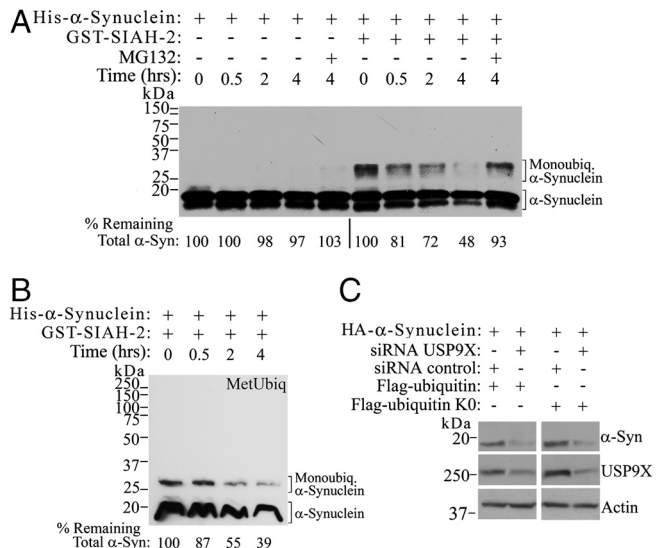 A
His-α-Synuclein: + + + + + + + + + +
GST-SIAH-2: - - - - - + + + + +
MG132: - - - - + - - - - +
Time (hrs): 0 0.5 2 4 4 0 0.5 2 4 4
kDa
150
75
50
37
25
20
Monoubiq.
α-Synuclein
α-Synuclein
% Remaining
Total α-Syn: 100 100 98 97 103 100 81 72 48 93
B
His-α-Synuclein: + + + +
GST-SIAH-2: + + + +
Time (hrs): 0 0.5 2 4
kDa
MetUbiq
250
150
100
75
50
37
25
20
Monoubiq.
α-Synuclein
α-Synuclein
% Remaining
Total α-Syn: 100 87 55 39
C
HA-α-Synuclein: + + + +
siRNA USP9X: - + - +
siRNA control: + - + -
Flag-ubiquitin: + + - -
Flag-ubiquitin K0: - - + +
kDa
20
α-Syn
250
USP9X
37
Actin